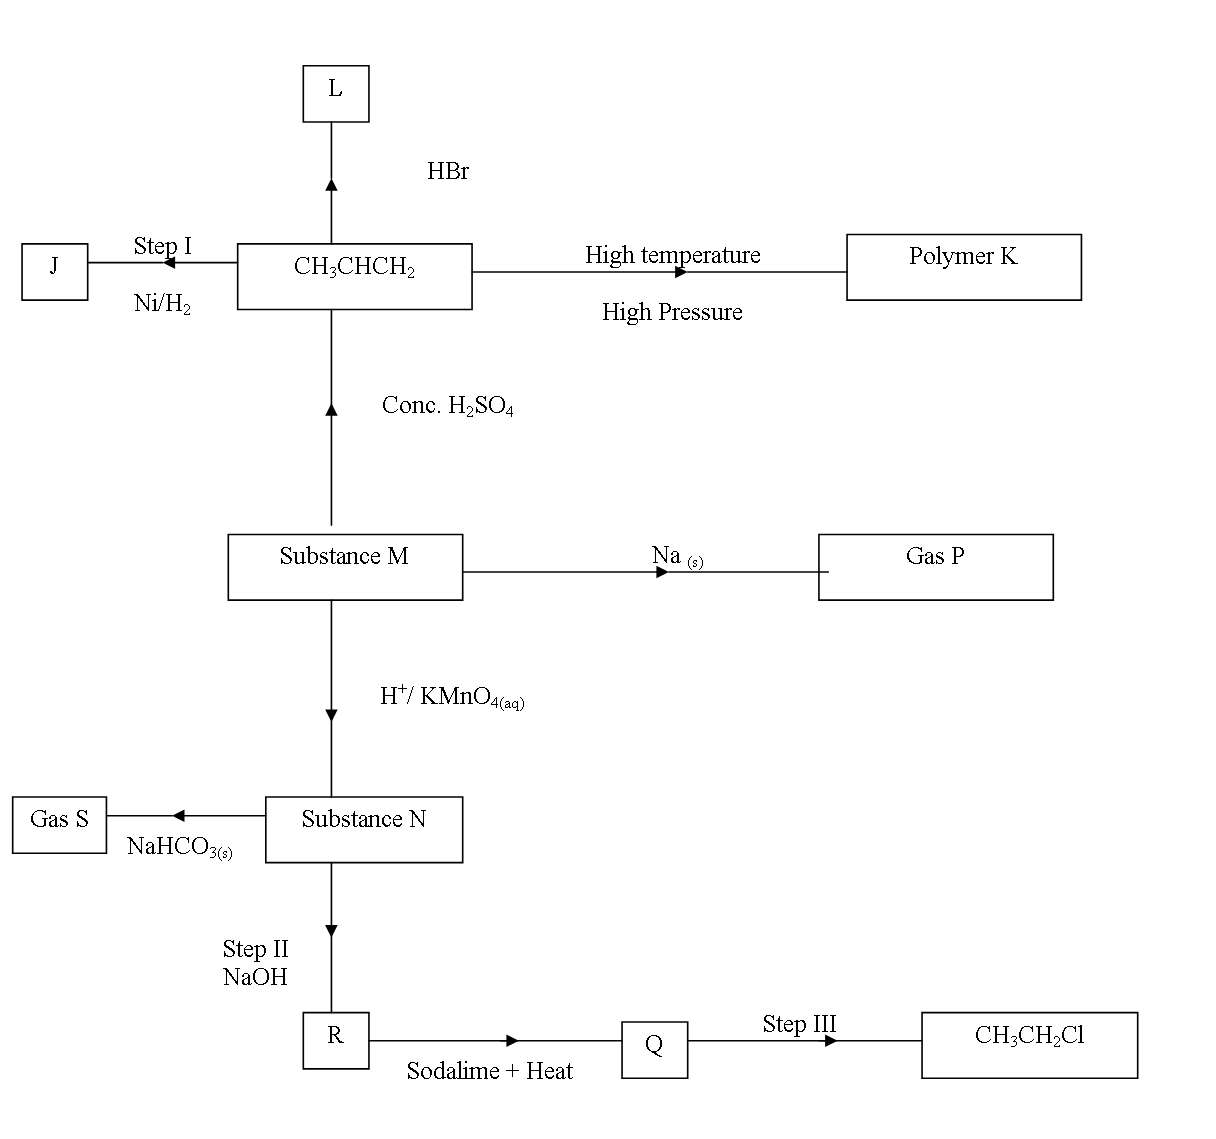 L
HBr
Step I
J
CH₃CHCH₂
High temperature
Polymer K
Ni/H₂
High Pressure
Conc. H₂SO₄
Substance M
Na ₍ₛ₎
Gas P
H⁺/ KMnO₄(aq)
Gas S
Substance N
NaHCO₃(s)
Step II
NaOH
R
Sodalime + Heat
Q
Step III
CH₃CH₂Cl